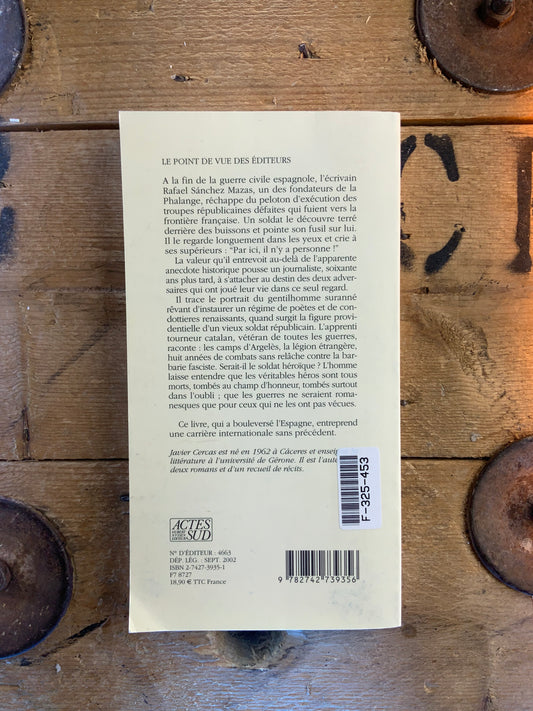 LE POINT DE VUE DES ÉDITEURS
A la fin de la guerre civile espagnole, l'écrivain
Rafael Sánchez Mazas, un des fondateurs de la
Phalange, réchappe du peloton d'exécution des
troupes républicaines défaites qui fuient vers la
frontière française. Un soldat le découvre terré
derrière des buissons et pointe son fusil sur lui.
Il le regarde longuement dans les yeux et crie à
ses supérieurs : "Par ici, il n'y a personne !"
La valeur qu'il entrevoit au-delà de l'apparente
anecdote historique pousse un journaliste, soixante
ans plus tard, à s'attacher au destin des deux adver-
saires qui ont joué leur vie dans ce seul regard.
Il trace le portrait du gentilhomme suranné
rêvant d'instaurer un régime de poètes et de con-
dottieres renaissants, quand surgit la figure provi-
dentielle d'un vieux soldat républicain. L'apprenti
tourneur catalan, vétéran de toutes les guerres,
raconte : les camps d'Argelès, la légion étrangère,
huit années de combats sans relâche contre la bar-
barie fasciste. Serait-il le soldat héroïque ? L'homme
laisse entendre que les véritables héros sont tous
morts, tombés au champ d'honneur, tombés surtout
dans l'oubli ; que les guerres ne seraient roma-
nesques que pour ceux qui ne les ont pas vécues.
Ce livre, qui a bouleversé l'Espagne, entreprend
une carrière internationale sans précédent.
Javier Cercas est né en 1962 à Cáceres et enseig
littérature à l'université de Gérone. Il est l'aut
deux romans et d'un recueil de récits.
F-325-453
ACTES
SUD
N° D'ÉDITEUR : 4663
DÉP. LÉG. : SEPT. 2002
ISBN 2-7427-3935-1
F7 8727
18,90 € TTC France
9 782742 739356